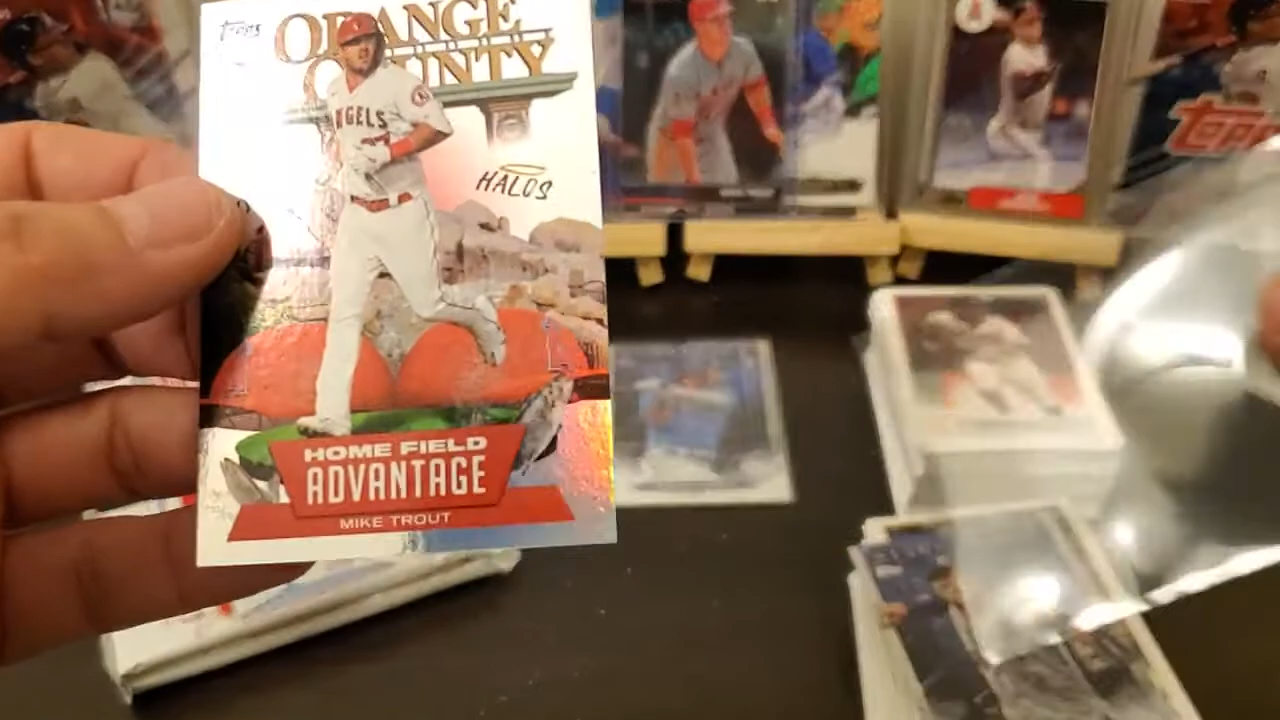 Topps
ORANGE
COUNTY
ANGELS
HALOS
HOME FIELD
ADVANTAGE
MIKE TROUT
Topps